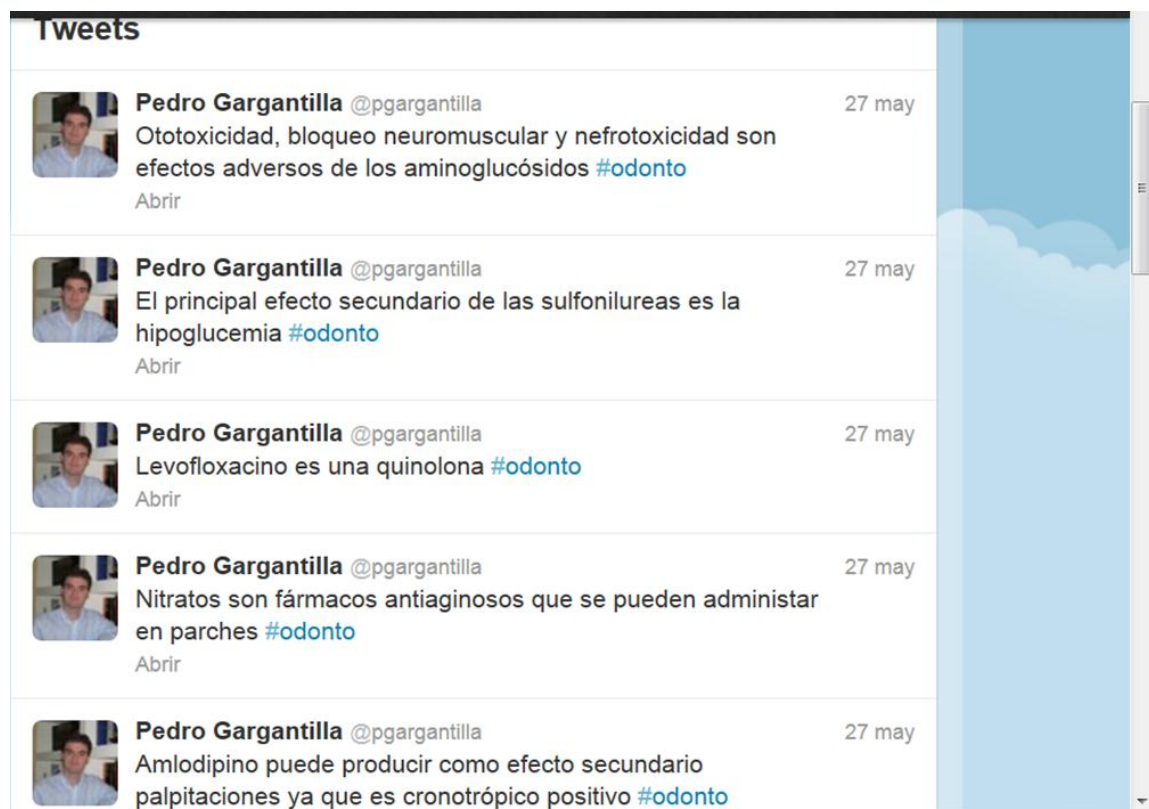 Tweets
Pedro Gargantilla @pgargantilla 27 may
Ototoxicidad, bloqueo neuromuscular y nefrotoxicidad son
efectos adversos de los aminoglucósidos #odonto
Abrir
Pedro Gargantilla @pgargantilla 27 may
El principal efecto secundario de las sulfonilureas es la
hipoglucemia #odonto
Abrir
Pedro Gargantilla @pgargantilla 27 may
Levofloxacino es una quinolona #odonto
Abrir
Pedro Gargantilla @pgargantilla 27 may
Nitratos son fármacos antiaginosos que se pueden administar
en parches #odonto
Abrir
Pedro Gargantilla @pgargantilla 27 may
Amlodipino puede producir como efecto secundario
palpitaciones ya que es cronotrópico positivo #odonto